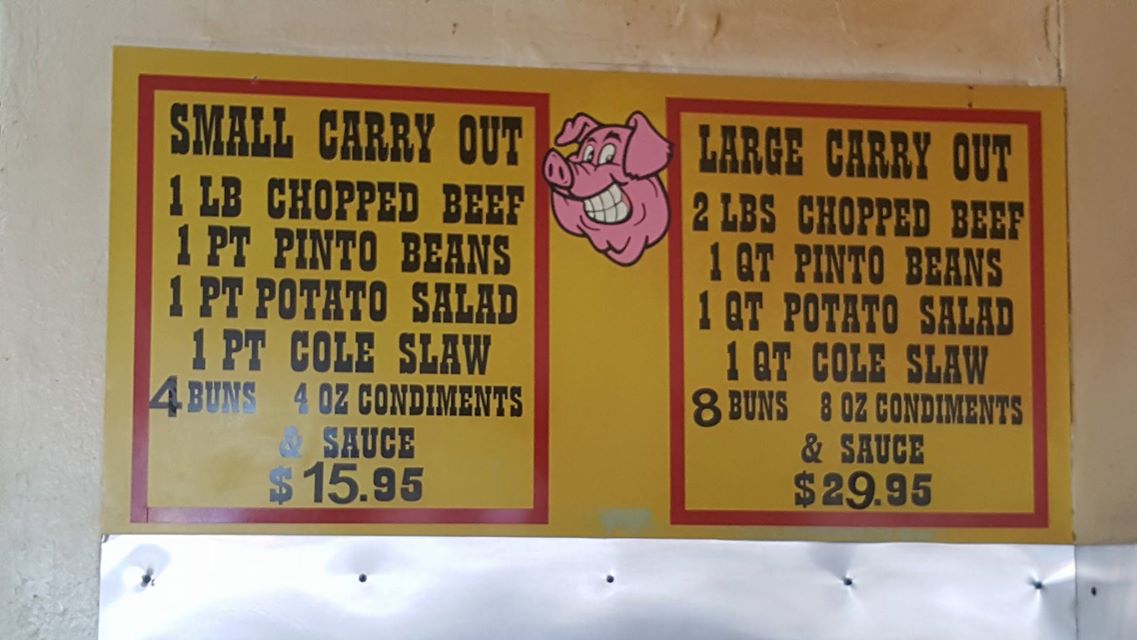 SMALL CARRY OUT
1 LB CHOPPED BEEF
1 PT PINTO BEANS
1 PT POTATO SALAD
1 PT COLE SLAW
4 BUNS 4 OZ CONDIMENTS
& SAUCE
$15.95
LARGE CARRY OUT
2 LBS CHOPPED BEEF
1 QT PINTO BEANS
1 QT POTATO SALAD
1 QT COLE SLAW
8 BUNS 8 OZ CONDIMENTS
& SAUCE
$29.95